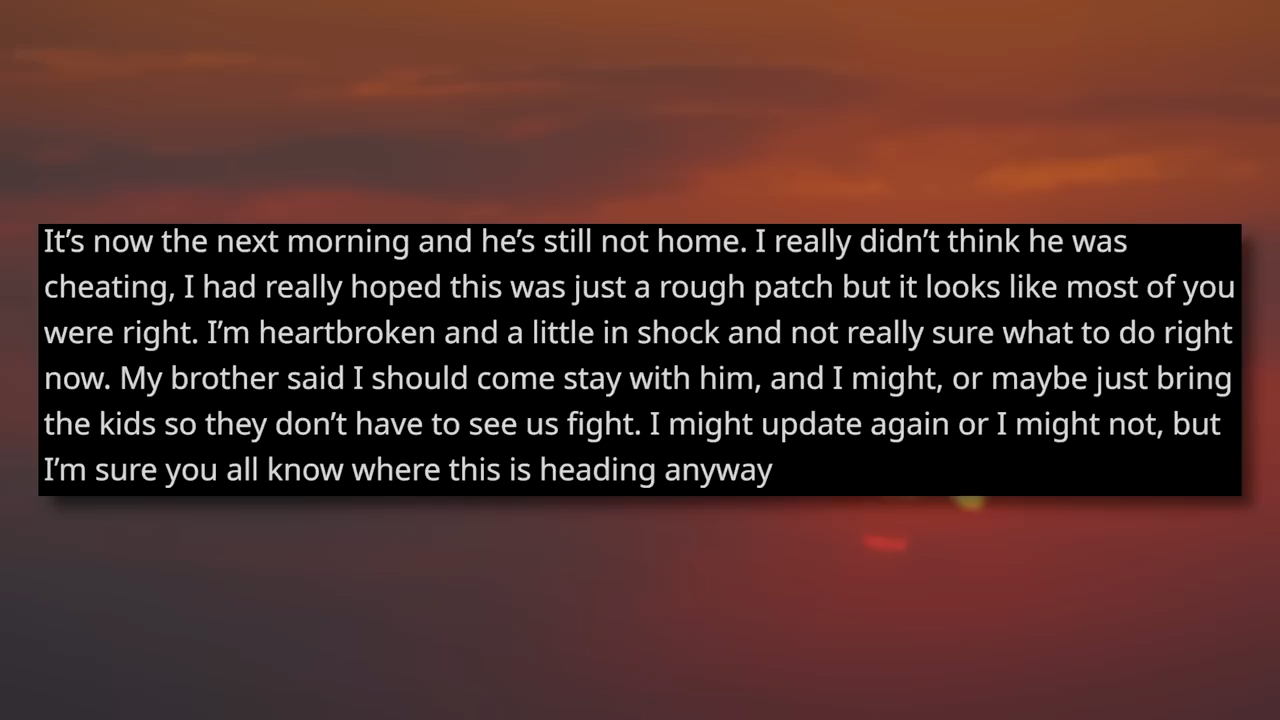 It’s now the next morning and he’s still not home. I really didn’t think he was
cheating, I had really hoped this was just a rough patch but it looks like most of you
were right. I’m heartbroken and a little in shock and not really sure what to do right
now. My brother said I should come stay with him, and I might, or maybe just bring
the kids so they don’t have to see us fight. I might update again or I might not, but
I’m sure you all know where this is heading anyway